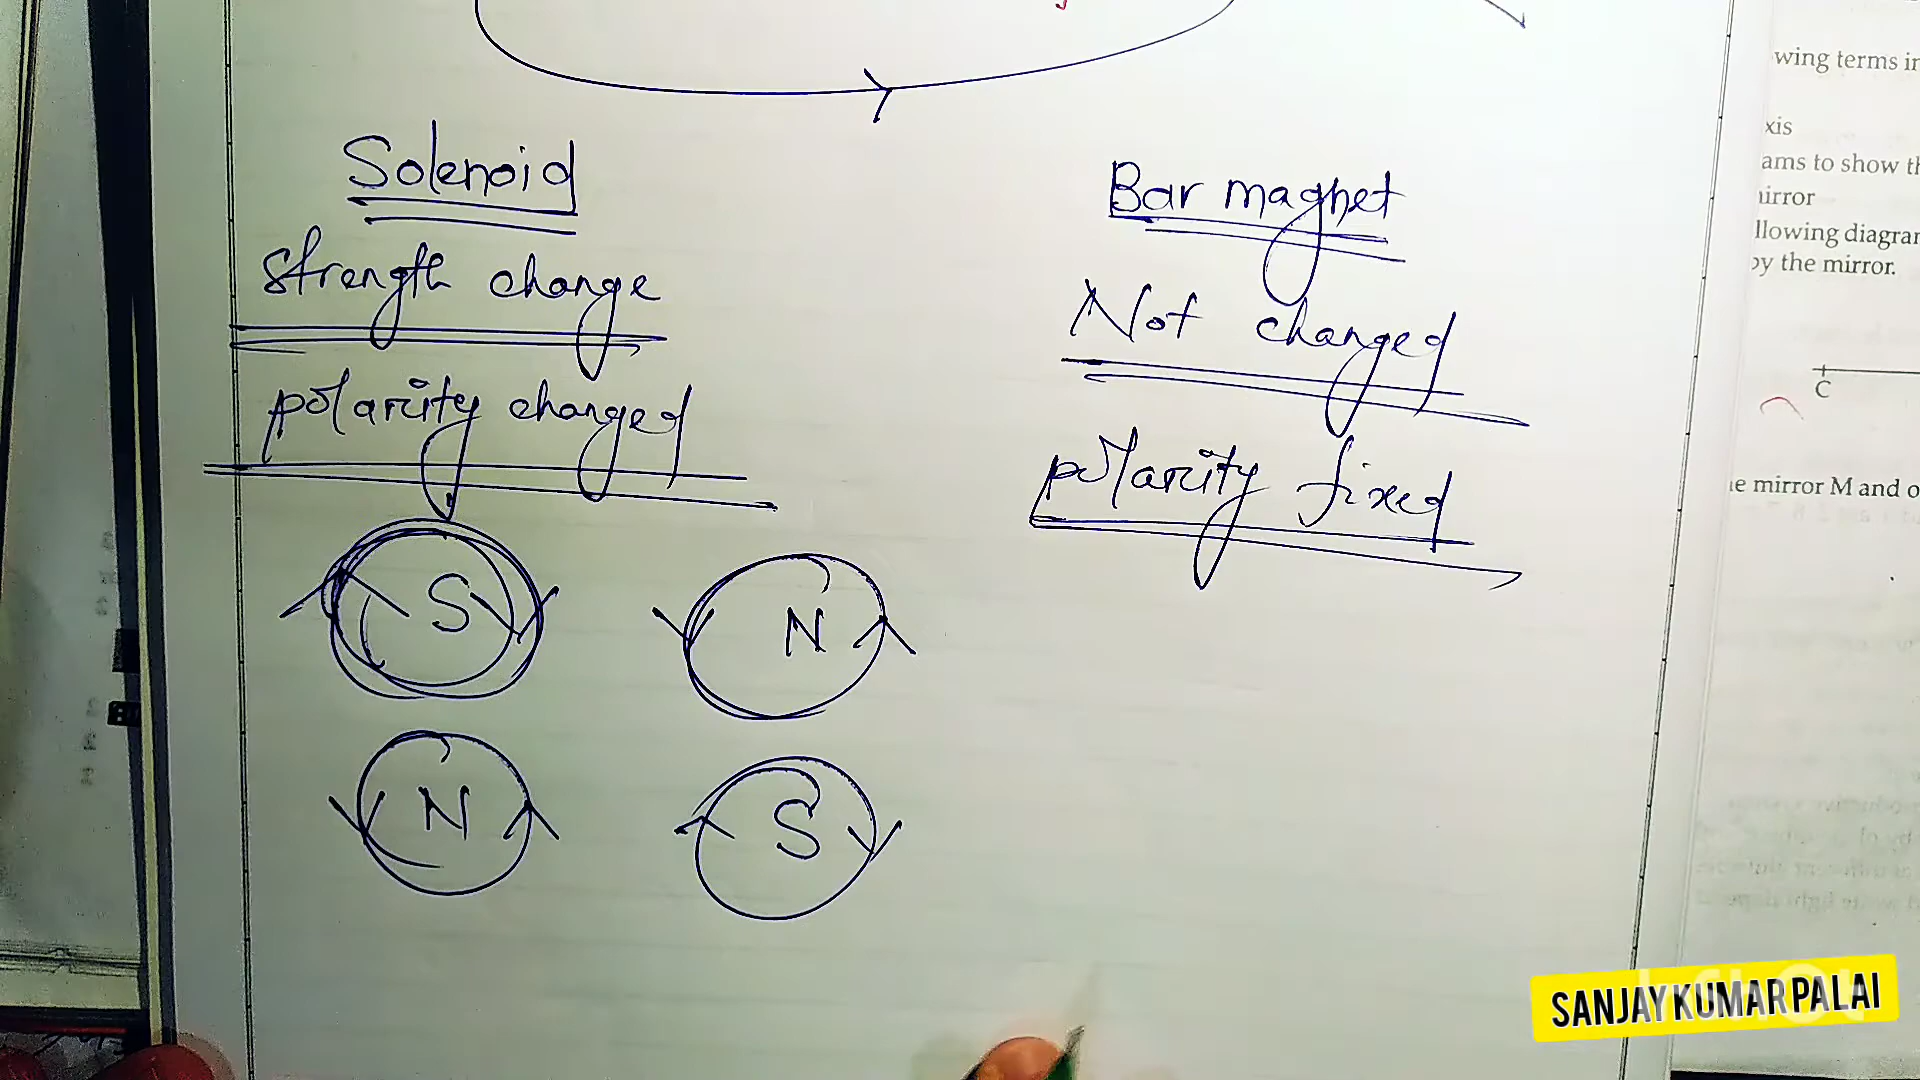 Solenoid
strength change
polarity changed
S
N
N
S
Bar magnet
Not changed
polarity fixed
wing terms in
xis
ams to show th
irror
llowing diagran
by the mirror.
C
e mirror M and o
SANJAY KUMAR PALAI